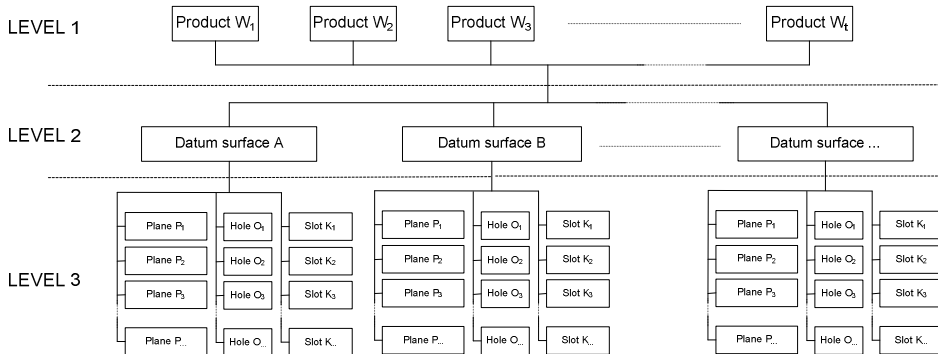 LEVEL 1
Product W1 Product W2 Product W3 Product Wt
LEVEL 2
Datum surface A Datum surface B Datum surface ...
LEVEL 3
Plane P1 Hole O1 Slot K1 Plane P1 Hole O1 Slot K1 Plane P1 Hole O1 Slot K1
Plane P2 Hole O2 Slot K2 Plane P2 Hole O2 Slot K2 Plane P2 Hole O2 Slot K2
Plane P3 Hole O3 Slot K3 Plane P3 Hole O3 Slot K3 Plane P3 Hole O3 Slot K3
Plane P... Hole O... Slot K... Plane P... Hole O... Slot K... Plane P... Hole O... Slot K...